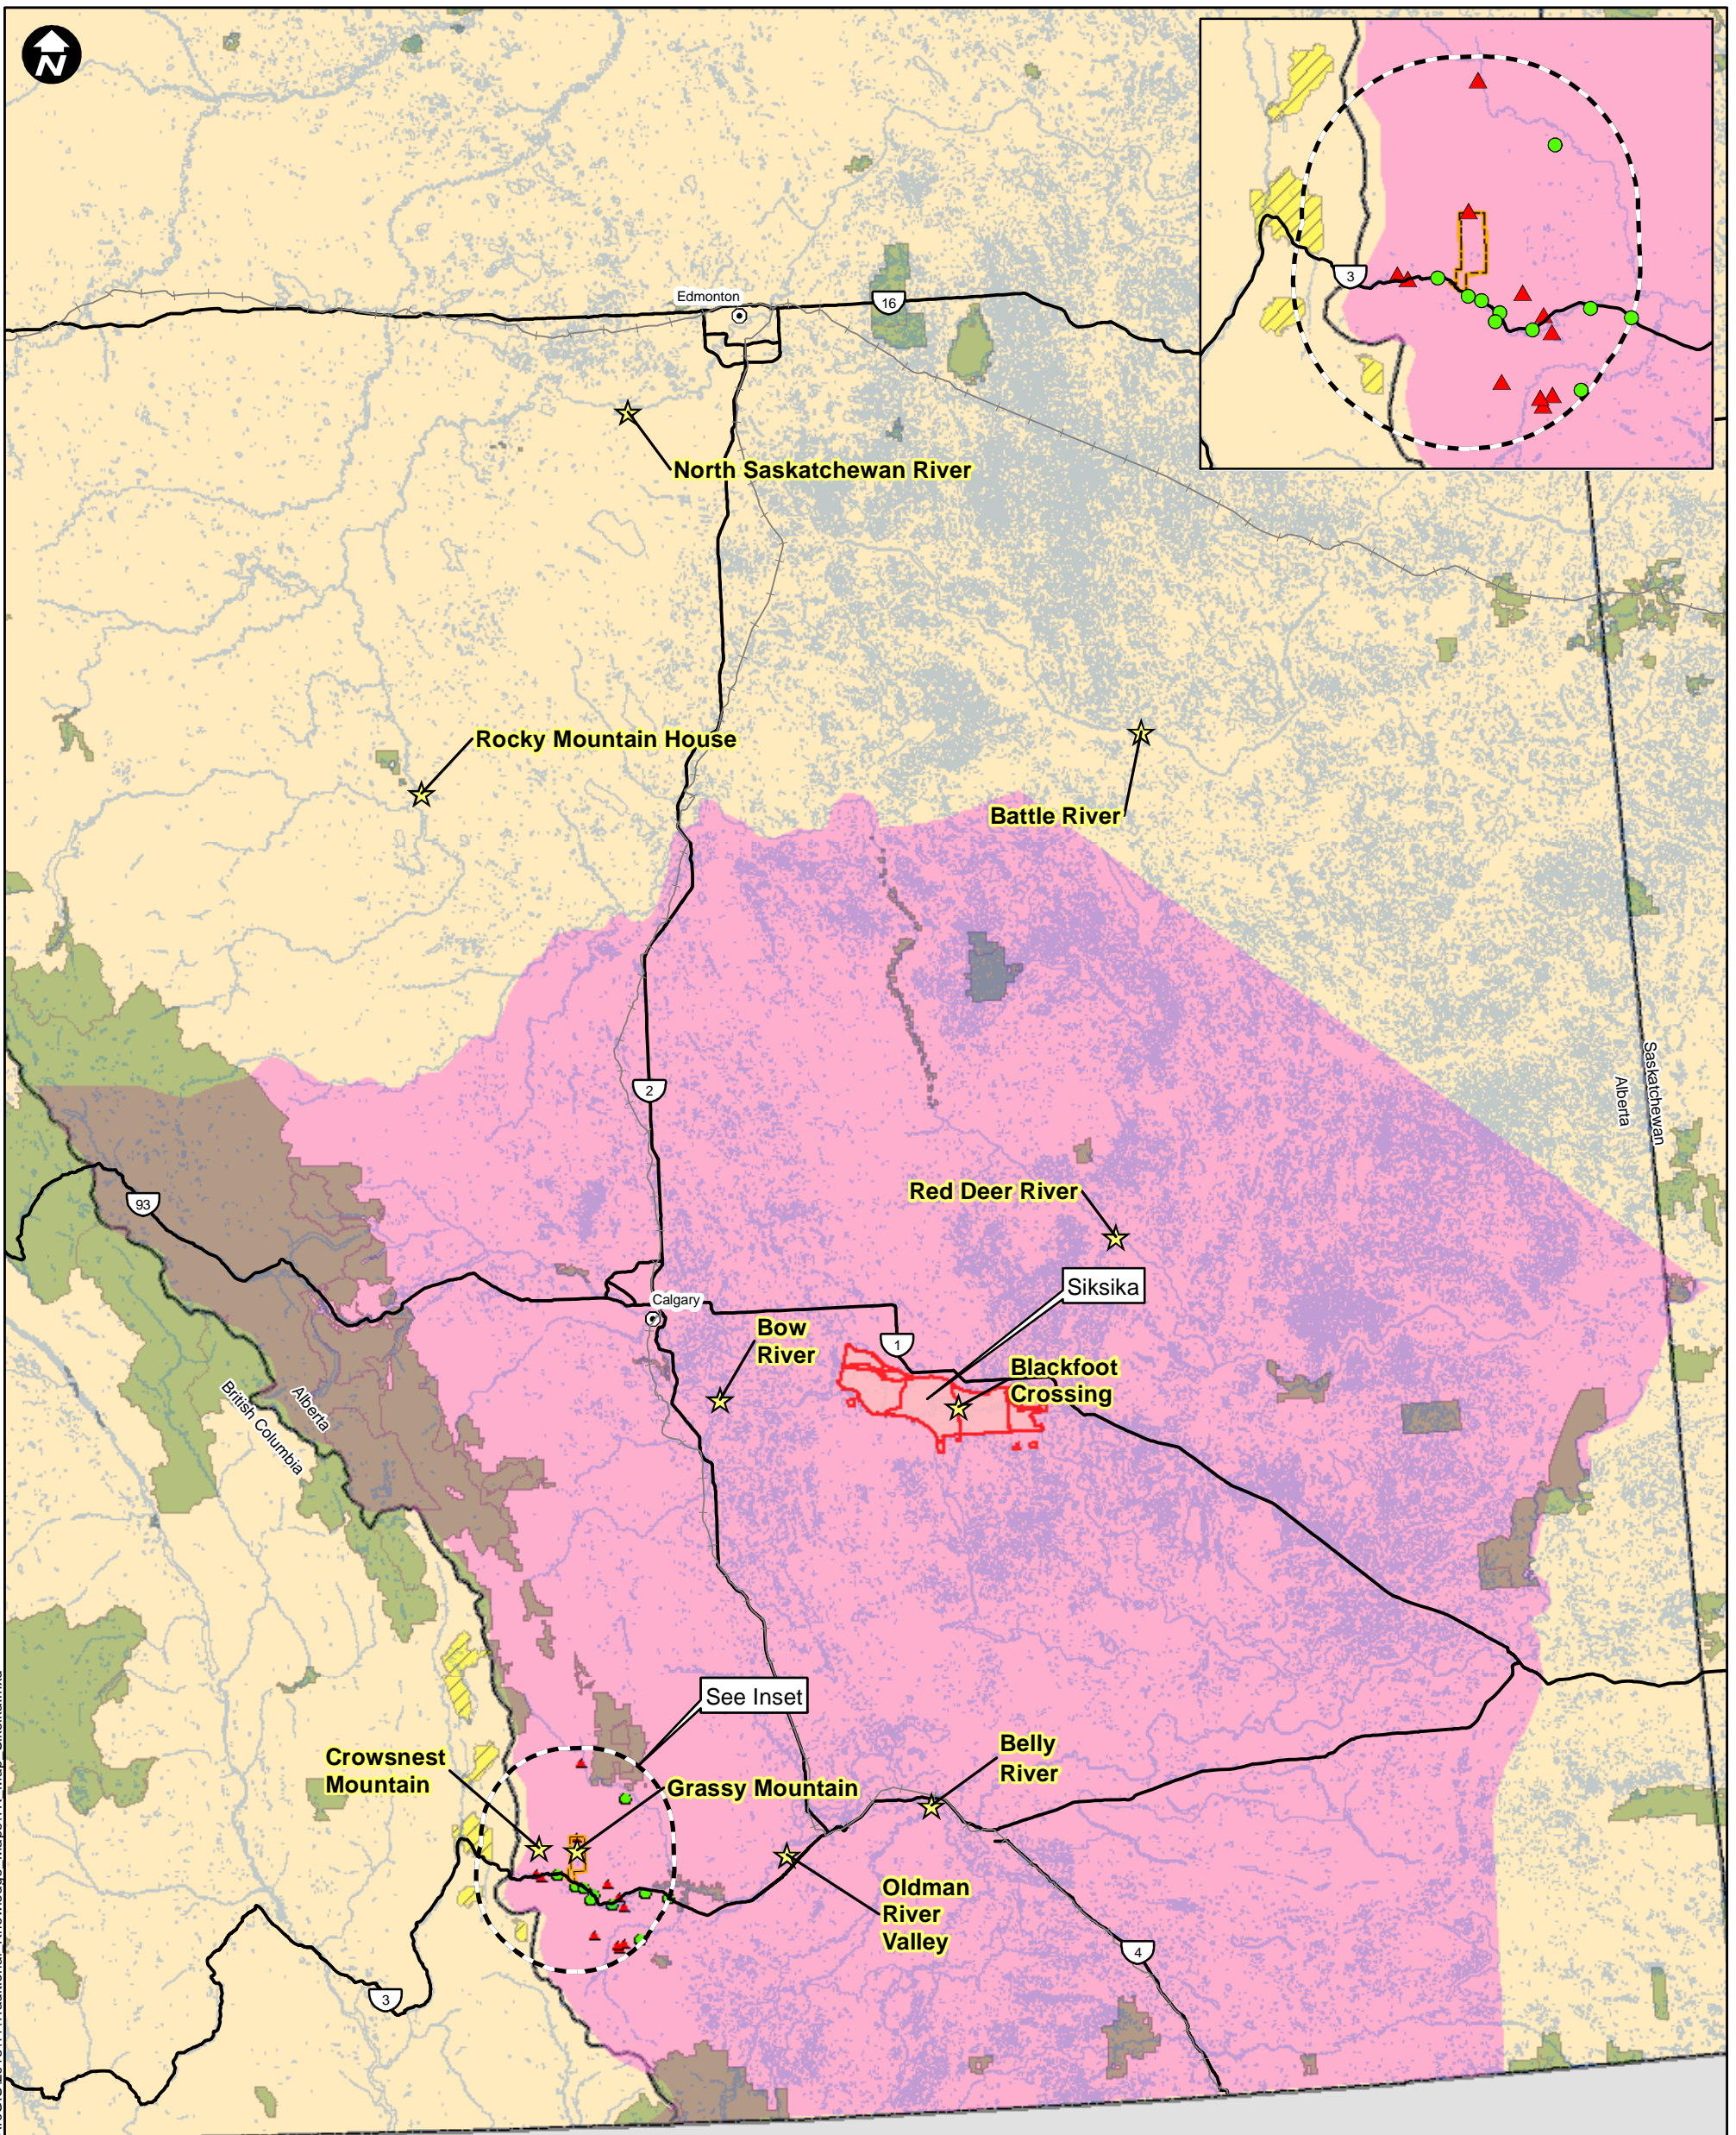 N
3
Edmonton
16
North Saskatchewan River
Rocky Mountain House
Battle River
2
Saskatchewan
Alberta
93
Red Deer River
Siksika
Calgary
1
Bow
River
Blackfoot
Crossing
Alberta
British Columbia
See Inset
Crowsnest
Mountain
Grassy Mountain
Belly
River
Oldman
River
Valley
4
3